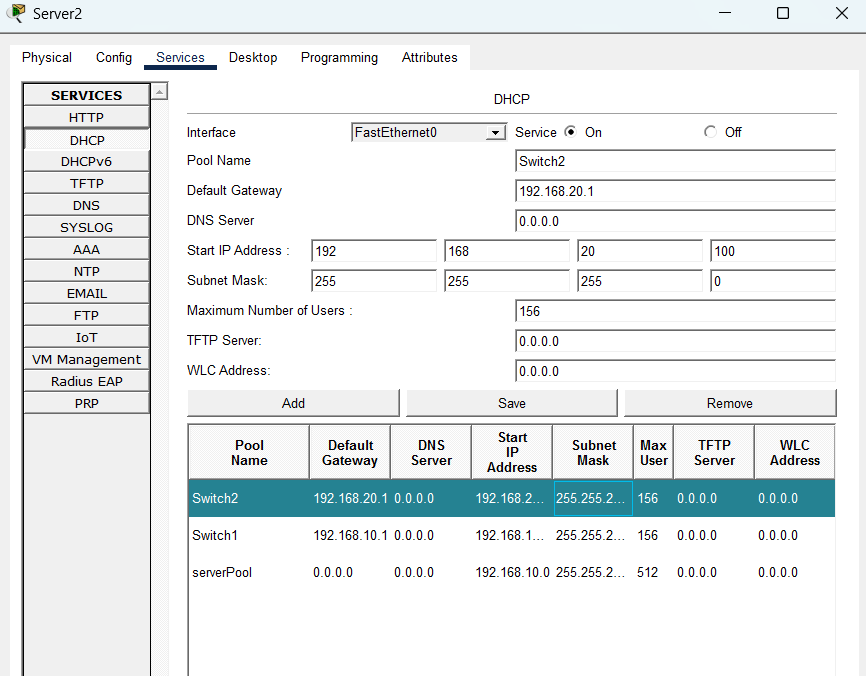 Server2
Physical Config Services Desktop Programming Attributes
SERVICES
HTTP
DHCP
DHCPv6
TFTP
DNS
SYSLOG
AAA
NTP
EMAIL
FTP
IoT
VM Management
Radius EAP
PRP
DHCP
Interface FastEthernet0 Service On Off
Pool Name Switch2
Default Gateway 192.168.20.1
DNS Server 0.0.0.0
Start IP Address : 192 168 20 100
Subnet Mask: 255 255 255 0
Maximum Number of Users : 156
TFTP Server: 0.0.0.0
WLC Address: 0.0.0.0
Add Save Remove
Pool Name Default Gateway DNS Server Start IP Address Subnet Mask Max User TFTP Server WLC Address
Switch2 192.168.20.1 0.0.0.0 192.168.2... 255.255.2... 156 0.0.0.0 0.0.0.0
Switch1 192.168.10.1 0.0.0.0 192.168.1... 255.255.2... 156 0.0.0.0 0.0.0.0
serverPool 0.0.0.0 0.0.0.0 192.168.10.0 255.255.2... 512 0.0.0.0 0.0.0.0